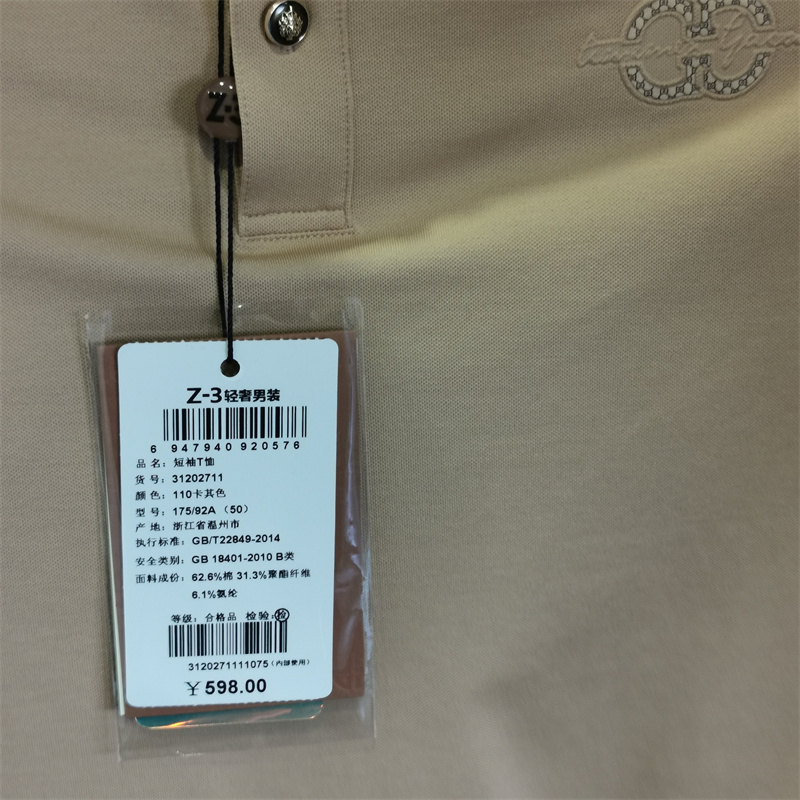 Z-3
Z-3轻奢男装
6 947940 920576
品名：短袖T恤
货号：31202711
颜色：110卡其色
型号：175/92A（50）
产地：浙江省温州市
执行标准：GB/T22849-2014
安全类别：GB 18401-2010 B类
面料成份：62.6%棉 31.3%聚酯纤维
6.1%氨纶
等级：合格品 检验：检
3120271111075（内部使用）
￥598.00